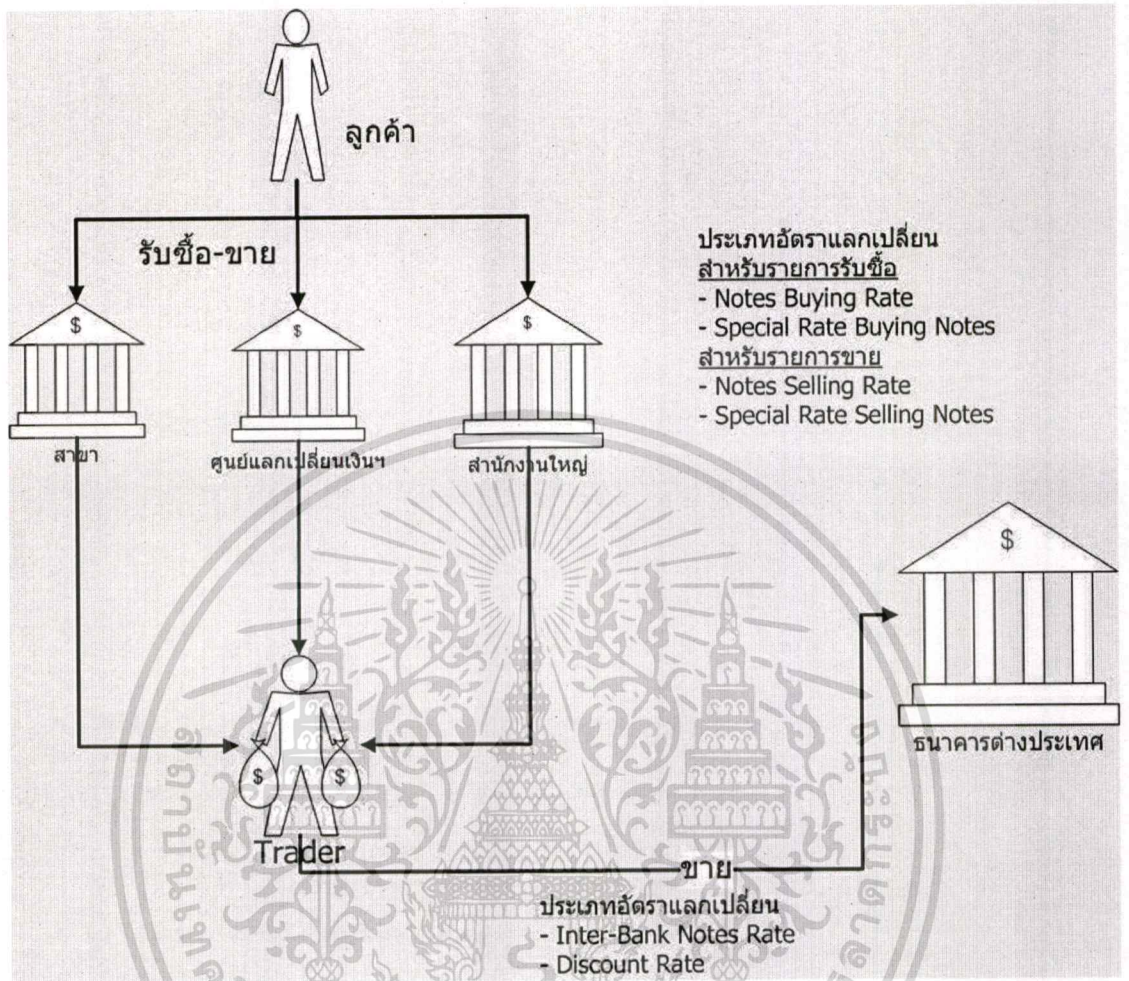 ลูกค้า
รับซื้อ-ขาย
ประเภทอัตราแลกเปลี่ยน
สำหรับรายการรับซื้อ
- Notes Buying Rate
- Special Rate Buying Notes
สำหรับรายการขาย
- Notes Selling Rate
- Special Rate Selling Notes
$
$
$
สาขา
ศูนย์แลกเปลี่ยนเงินฯ
สำนักงานใหญ่
$
ธนาคารต่างประเทศ
$
$
Trader
ขาย
ประเภทอัตราแลกเปลี่ยน
- Inter-Bank Notes Rate
- Discount Rate